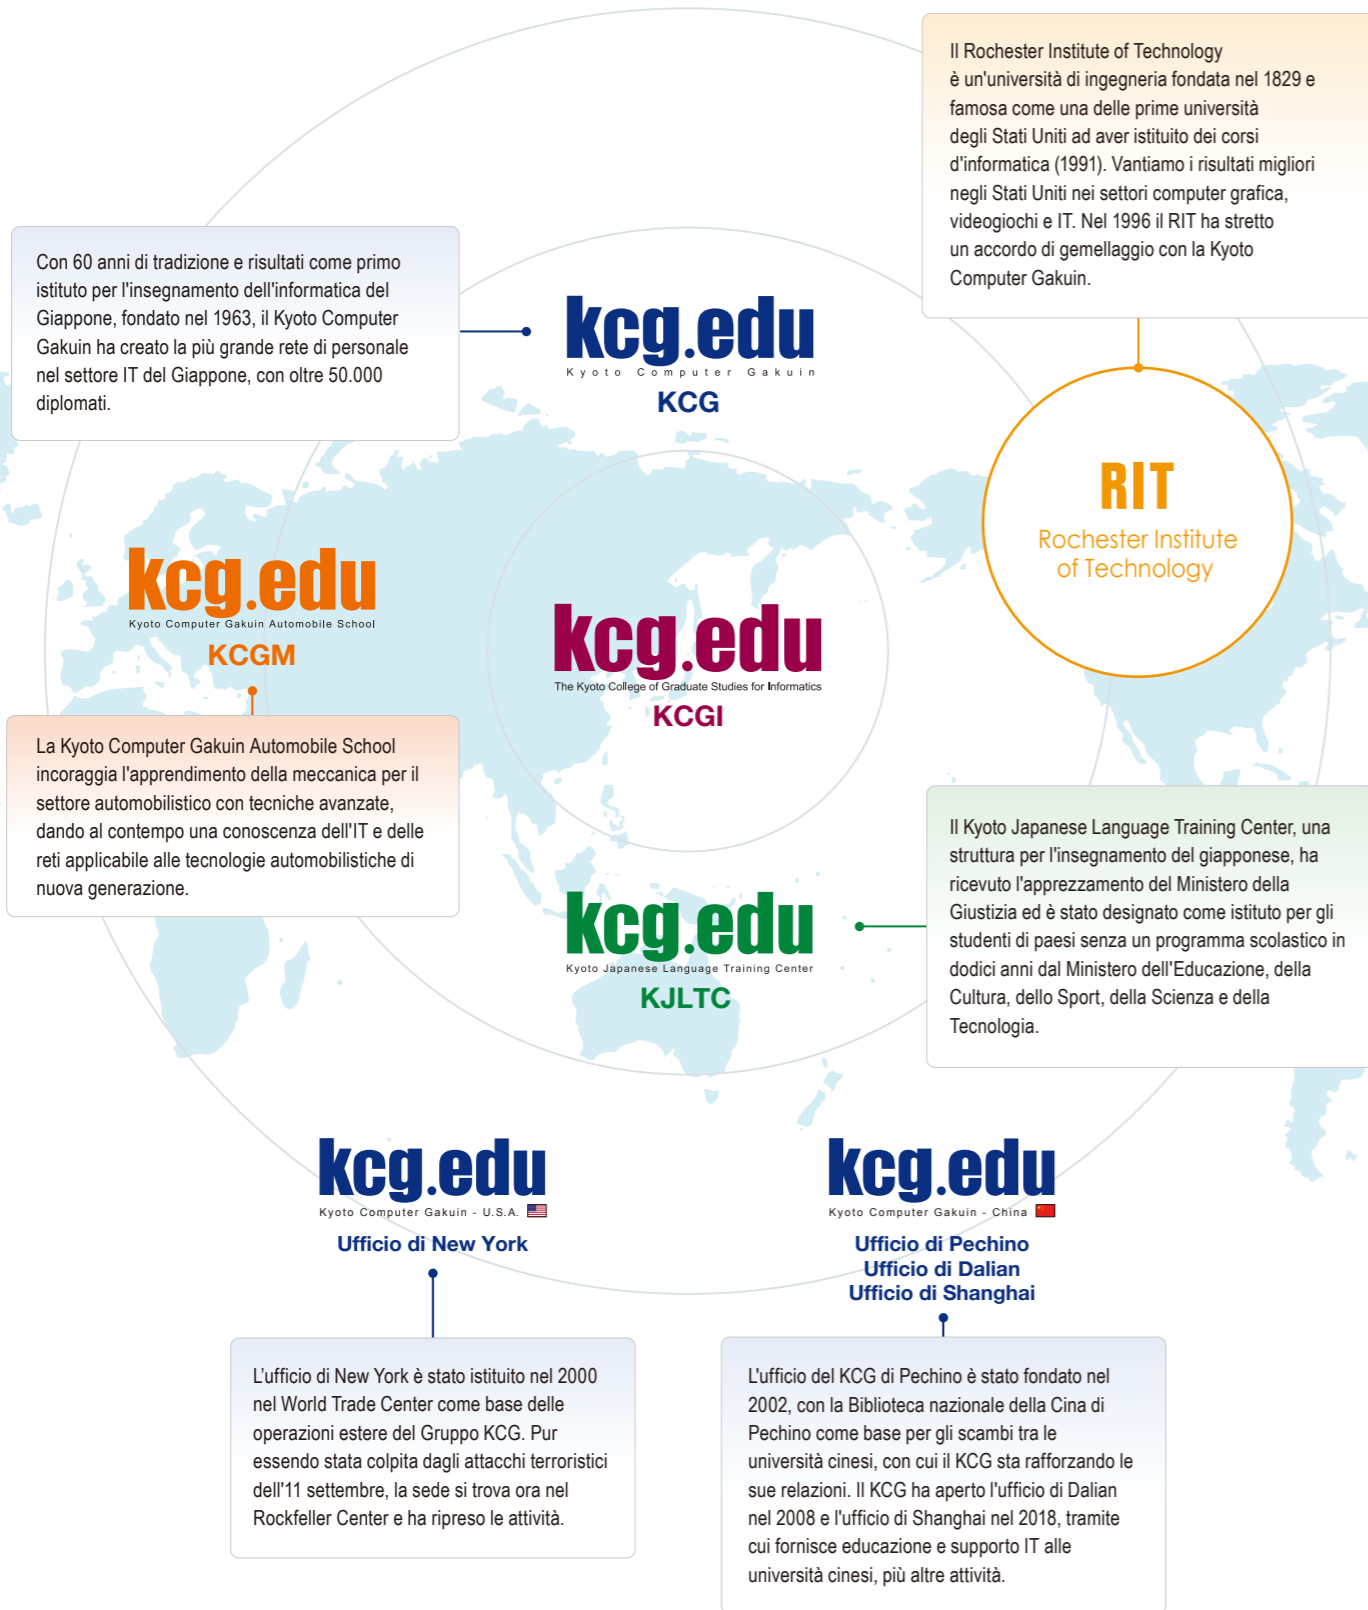 Il Rochester Institute of Technology
è un'università di ingegneria fondata nel 1829 e
famosa come una delle prime università
degli Stati Uniti ad aver istituito dei corsi
d'informatica (1991). Vantiamo i risultati migliori
negli Stati Uniti nei settori computer grafica,
videogiochi e IT. Nel 1996 il RIT ha stretto
un accordo di gemellaggio con la Kyoto
Computer Gakuin.
Con 60 anni di tradizione e risultati come primo
istituto per l'insegnamento dell'informatica del
Giappone, fondato nel 1963, il Kyoto Computer
Gakuin ha creato la più grande rete di personale
nel settore IT del Giappone, con oltre 50.000
diplomati.
kcg.edu
Kyoto Computer Gakuin
KCG
RIT
Rochester Institute
of Technology
kcg.edu
Kyoto Computer Gakuin Automobile School
KCGM
kcg.edu
The Kyoto College of Graduate Studies for Informatics
KCGI
La Kyoto Computer Gakuin Automobile School
incoraggia l'apprendimento della meccanica per il
settore automobilistico con tecniche avanzate,
dando al contempo una conoscenza dell'IT e delle
reti applicabile alle tecnologie automobilistiche di
nuova generazione.
kcg.edu
Kyoto Japanese Language Training Center
KJLTC
Il Kyoto Japanese Language Training Center, una
struttura per l'insegnamento del giapponese, ha
ricevuto l'apprezzamento del Ministero della
Giustizia ed è stato designato come istituto per gli
studenti di paesi senza un programma scolastico in
dodici anni dal Ministero dell'Educazione, della
Cultura, dello Sport, della Scienza e della
Tecnologia.
kcg.edu
Kyoto Computer Gakuin - U.S.A.
Ufficio di New York
kcg.edu
Kyoto Computer Gakuin - China
Ufficio di Pechino
Ufficio di Dalian
Ufficio di Shanghai
L'ufficio di New York è stato istituito nel 2000
nel World Trade Center come base delle
operazioni estere del Gruppo KCG. Pur
essendo stata colpita dagli attacchi terroristici
dell'11 settembre, la sede si trova ora nel
Rockfeller Center e ha ripreso le attività.
L'ufficio del KCG di Pechino è stato fondato nel
2002, con la Biblioteca nazionale della Cina di
Pechino come base per gli scambi tra le
università cinesi, con cui il KCG sta rafforzando le
sue relazioni. Il KCG ha aperto l'ufficio di Dalian
nel 2008 e l'ufficio di Shanghai nel 2018, tramite
cui fornisce educazione e supporto IT alle
università cinesi, più altre attività.